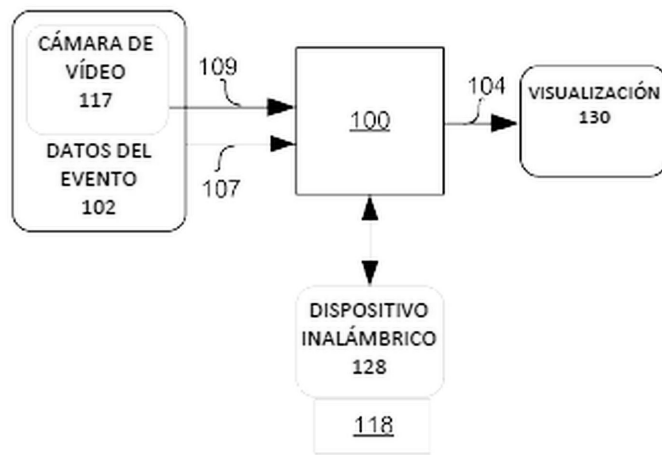 CÁMARA DE
VÍDEO
117
DATOS DEL
EVENTO
102
109
107
100
104
VISUALIZACIÓN
130
DISPOSITIVO
INALÁMBRICO
128
118